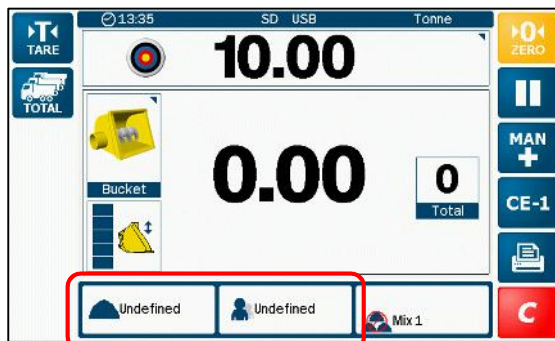 13:35 SD USB Tonne
TARE
10.00
ZERO
TOTAL
MAN
Bucket
0.00
0
Total
CE-1
Undefined
Undefined
Mix 1
C